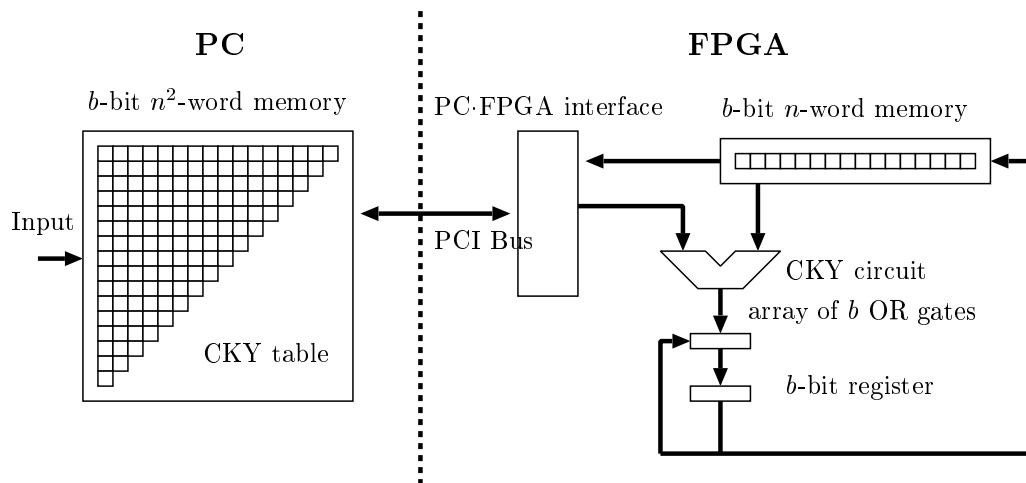 PC
FPGA
b-bit n²-word memory
PC·FPGA interface
b-bit n-word memory
Input
PCI Bus
CKY circuit
array of b OR gates
CKY table
b-bit register